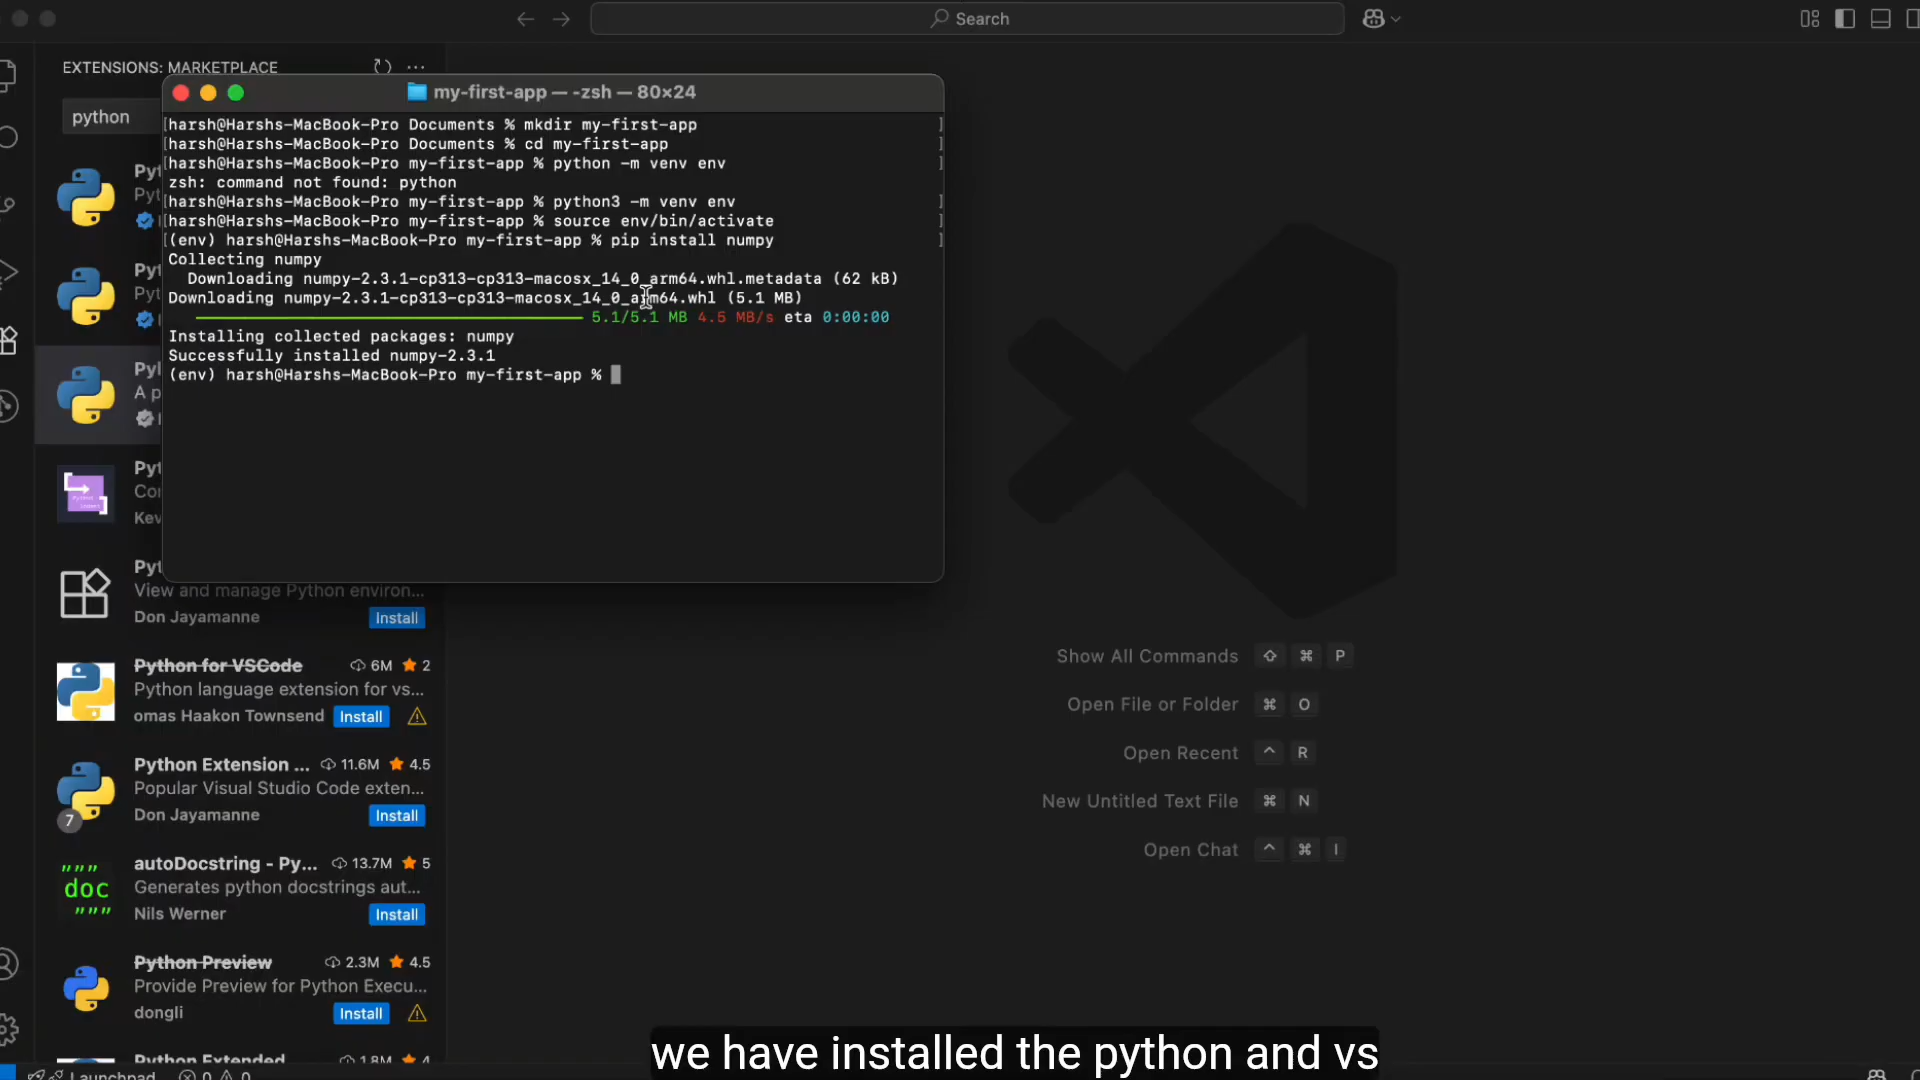 Search
EXTENSIONS: MARKETPLACE
python
my-first-app — -zsh — 80×24
[harsh@Harshs-MacBook-Pro Documents % mkdir my-first-app ]
[harsh@Harshs-MacBook-Pro Documents % cd my-first-app ]
[harsh@Harshs-MacBook-Pro my-first-app % python -m venv env ]
zsh: command not found: python
[harsh@Harshs-MacBook-Pro my-first-app % python3 -m venv env ]
[harsh@Harshs-MacBook-Pro my-first-app % source env/bin/activate ]
[(env) harsh@Harshs-MacBook-Pro my-first-app % pip install numpy ]
Collecting numpy
Downloading numpy-2.3.1-cp313-cp313-macosx_14_0_arm64.whl.metadata (62 kB)
Downloading numpy-2.3.1-cp313-cp313-macosx_14_0_arm64.whl (5.1 MB)
5.1/5.1 MB 4.5 MB/s eta 0:00:00
Installing collected packages: numpy
Successfully installed numpy-2.3.1
(env) harsh@Harshs-MacBook-Pro my-first-app %
View and manage Python environ...
Don Jayamanne Install
Python for VSCode 6M 2
Python language extension for vs...
omas Haakon Townsend Install
Python Extension ... 11.6M 4.5
Popular Visual Studio Code exten...
7 Don Jayamanne Install
autoDocstring - Py... 13.7M 5
Generates python docstrings aut...
Nils Werner Install
""" doc """
Python Preview 2.3M 4.5
Provide Preview for Python Execu...
dongli Install
Python Extended 1.8M 4
Launchpad 0 0
Show All Commands ⇧ ⌘ P
Open File or Folder ⌘ O
Open Recent ^ R
New Untitled Text File ⌘ N
Open Chat ^ ⌘ I
we have installed the python and vs